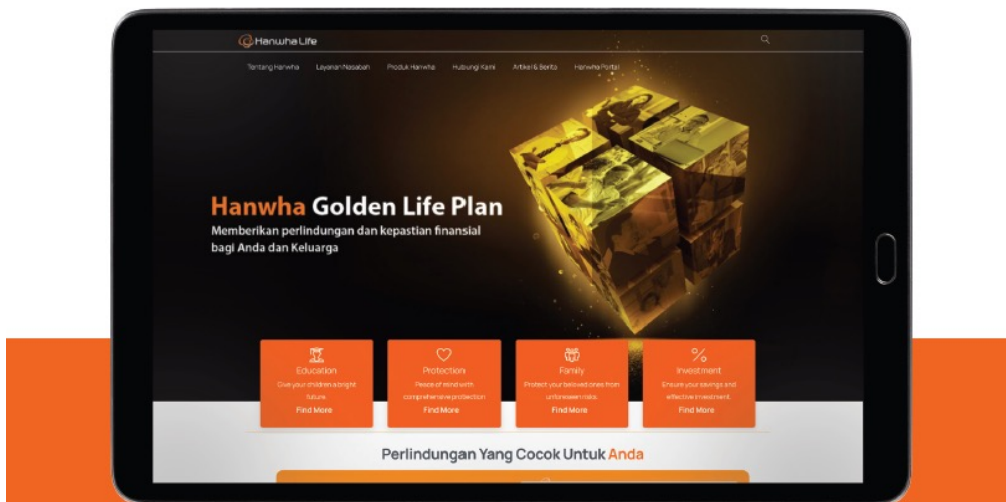 Hanwha Life
Tentang Hanwha Layanan Nasabah Produk Hanwha Hubungi Kami Artikel & Berita Hanwha Portal
Hanwha Golden Life Plan
Memberikan perlindungan dan kepastian finansial
bagi Anda dan Keluarga
Education
Give your children a bright
future.
Find More
Protection
Peace of mind with
comprehensive protection
Find More
Family
Protect your beloved ones from
unforeseen risks.
Find More
Investment
Ensure your savings and
effective investment.
Find More
Perlindungan Yang Cocok Untuk Anda